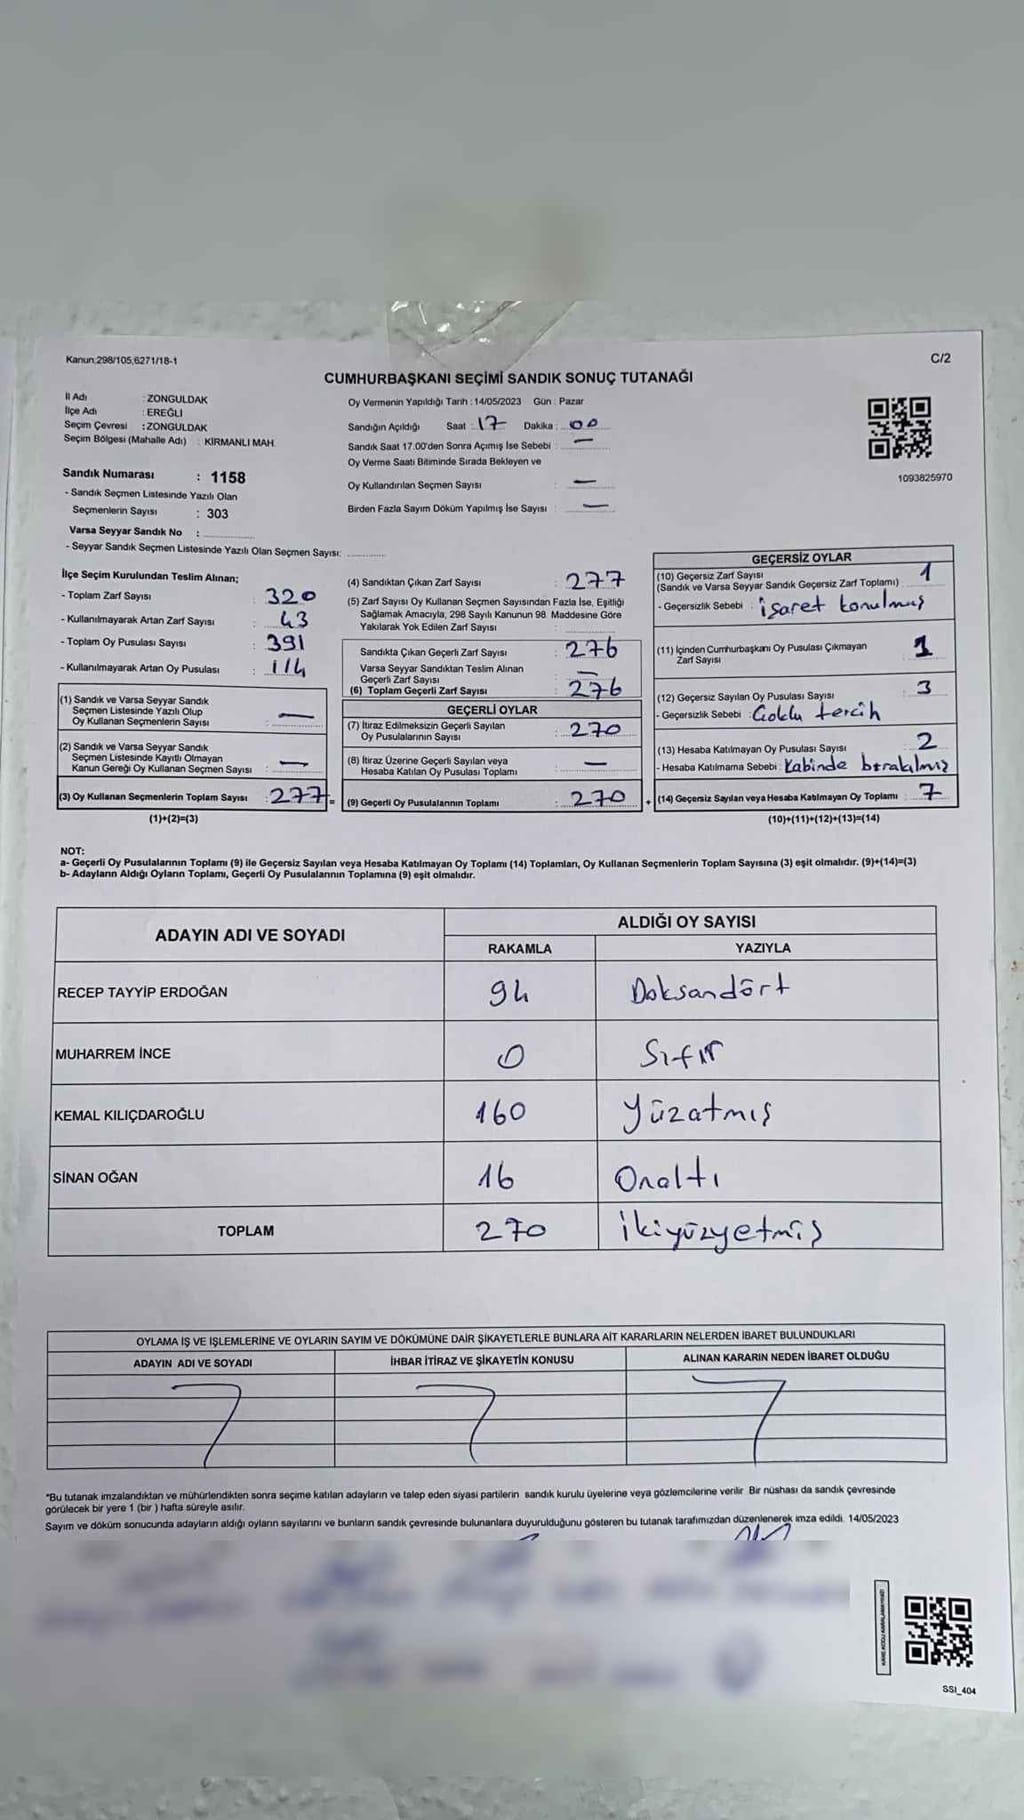 Kanun:298/105,6271/18-1
C/2
CUMHURBAŞKANI SEÇİMİ SANDIK SONUÇ TUTANAĞI
İl Adı : ZONGULDAK
İlçe Adı : EREĞLİ
Seçim Çevresi : ZONGULDAK
Seçim Bölgesi (Mahalle Adı) : KIRMANLI MAH.
Sandık Numarası : 1158
- Sandık Seçmen Listesinde Yazılı Olan
Seçmenlerin Sayısı : 303
Varsa Seyyar Sandık No :
- Seyyar Sandık Seçmen Listesinde Yazılı Olan Seçmen Sayısı:
Oy Vermenin Yapıldığı Tarih : 14/05/2023 Gün : Pazar
Sandığın Açıldığı Saat : 17 Dakika : 00
Sandık Saat 17.00'den Sonra Açımış İse Sebebi : —
Oy Verme Saati Bitiminde Sırada Bekleyen ve
Oy Kullandırılan Seçmen Sayısı : —
Birden Fazla Sayım Döküm Yapılmış İse Sayısı : —
1093825970
İlçe Seçim Kurulundan Teslim Alınan;
- Toplam Zarf Sayısı : 320
- Kullanılmayarak Artan Zarf Sayısı : 43
- Toplam Oy Pusulası Sayısı : 391
- Kullanılmayarak Artan Oy Pusulası : 114
(1) Sandık ve Varsa Seyyar Sandık
Seçmen Listesinde Yazılı Olup
Oy Kullanan Seçmenlerin Sayısı : —
(2) Sandık ve Varsa Seyyar Sandık
Seçmen Listesinde Kayıtlı Olmayan
Kanun Gereği Oy Kullanan Seçmen Sayısı : —
(3) Oy Kullanan Seçmenlerin Toplam Sayısı : 277 =
(1)+(2)=(3)
(4) Sandıktan Çıkan Zarf Sayısı : 277
(5) Zarf Sayısı Oy Kullanan Seçmen Sayısından Fazla İse, Eşitliği
Sağlamak Amacıyla, 298 Sayılı Kanunun 98. Maddesine Göre
Yakılarak Yok Edilen Zarf Sayısı :
Sandıkta Çıkan Geçerli Zarf Sayısı : 276
Varsa Seyyar Sandıktan Teslim Alınan
Geçerli Zarf Sayısı : —
(6) Toplam Geçerli Zarf Sayısı : 276
GEÇERLİ OYLAR
(7) İtiraz Edilmeksizin Geçerli Sayılan
Oy Pusulalarının Sayısı : 270
(8) İtiraz Üzerine Geçerli Sayılan veya
Hesaba Katılan Oy Pusulası Toplamı : —
(9) Geçerli Oy Pusulalarının Toplamı : 270 +
GEÇERSİZ OYLAR
(10) Geçersiz Zarf Sayısı
(Sandık ve Varsa Seyyar Sandık Geçersiz Zarf Toplamı) : 1
- Geçersizlik Sebebi : işaret konulmuş
(11) İçinden Cumhurbaşkanı Oy Pusulası Çıkmayan
Zarf Sayısı : 1
(12) Geçersiz Sayılan Oy Pusulası Sayısı : 3
- Geçersizlik Sebebi : Çoklu tercih
(13) Hesaba Katılmayan Oy Pusulası Sayısı : 2
- Hesaba Katılmama Sebebi : Kabinde bırakılmış
(14) Geçersiz Sayılan veya Hesaba Katılmayan Oy Toplamı : 7
(10)+(11)+(12)+(13)=(14)
NOT:
a- Geçerli Oy Pusulalarının Toplamı (9) ile Geçersiz Sayılan veya Hesaba Katılmayan Oy Toplamı (14) Toplamları, Oy Kullanan Seçmenlerin Toplam Sayısına (3) eşit olmalıdır. (9)+(14)=(3)
b- Adayların Aldığı Oyların Toplamı, Geçerli Oy Pusulalarının Toplamına (9) eşit olmalıdır.
ADAYIN ADI VE SOYADI
ALDIĞI OY SAYISI
RAKAMLA YAZIYLA
RECEP TAYYİP ERDOĞAN 94 Doksandört
MUHARREM İNCE 0 Sıfır
KEMAL KILIÇDAROĞLU 160 Yüzatmış
SİNAN OĞAN 16 Onaltı
TOPLAM 270 İkiyüzyetmiş
OYLAMA İŞ VE İŞLEMLERİNE VE OYLARIN SAYIM VE DÖKÜMÜNE DAİR ŞİKAYETLERLE BUNLARA AİT KARARLARIN NELERDEN İBARET BULUNDUKLARI
ADAYIN ADI VE SOYADI İHBAR İTİRAZ VE ŞİKAYETİN KONUSU ALINAN KARARIN NEDEN İBARET OLDUĞU
*Bu tutanak imzalandıktan ve mühürlendikten sonra seçime katılan adayların ve talep eden siyasi partilerin sandık kurulu üyelerine veya gözlemcilerine verilir. Bir nüshası da sandık çevresinde
görülecek bir yere 1 (bir ) hafta süreyle asılır.
Sayım ve döküm sonucunda adayların aldığı oyların sayılarını ve bunların sandık çevresinde bulunanlara duyurulduğunu gösteren bu tutanak tarafımızdan düzenlenerek imza edildi. 14/05/2023
SSI_404